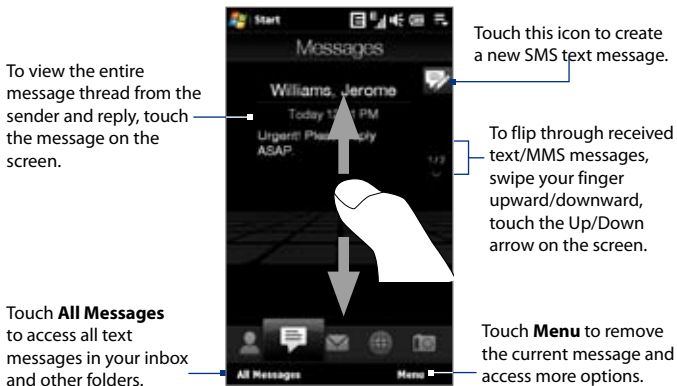 Start
Messages
Williams, Jerome
Today 12: PM
Urgent! Please reply
ASAP.
1/2
All Messages
Menu
To view the entire
message thread from the
sender and reply, touch
the message on the
screen.
Touch All Messages
to access all text
messages in your inbox
and other folders.
Touch this icon to create
a new SMS text message.
To flip through received
text/MMS messages,
swipe your finger
upward/downward,
touch the Up/Down
arrow on the screen.
Touch Menu to remove
the current message and
access more options.